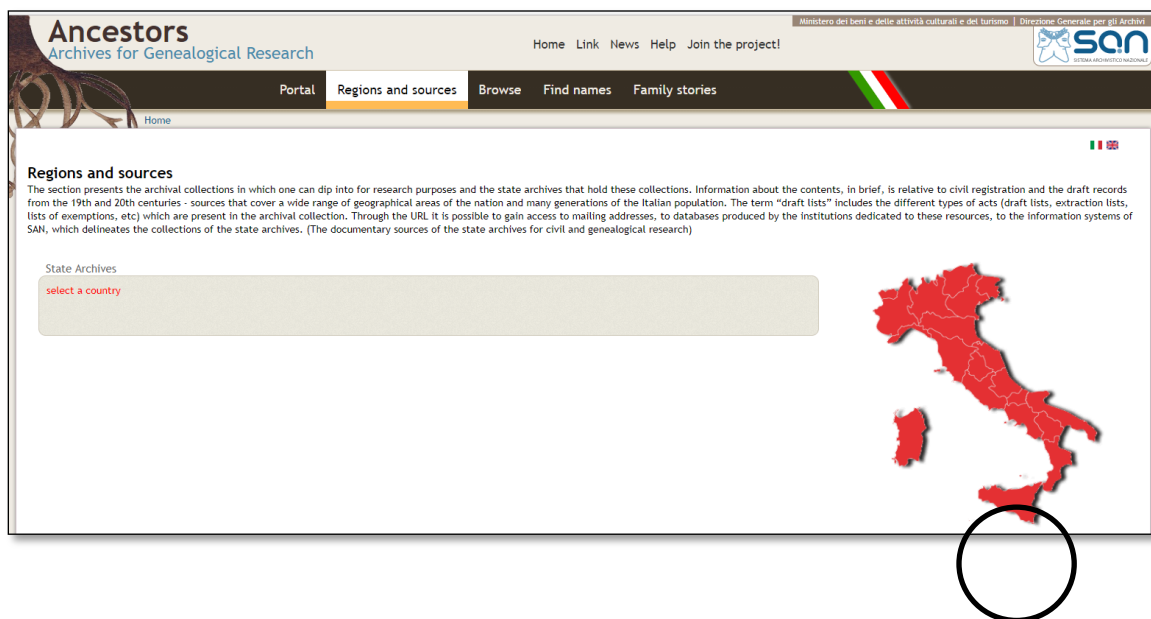 Ministero dei beni e delle attività culturali e del turismo | Direzione Generale per gli Archivi
Ancestors
Archives for Genealogical Research
Home Link News Help Join the project!
SAN
SISTEMA ARCHIVISTICO NAZIONALE
Portal Regions and sources Browse Find names Family stories
Home
Regions and sources
The section presents the archival collections in which one can dip into for research purposes and the state archives that hold these collections. Information about the contents, in brief, is relative to civil registration and the draft records
from the 19th and 20th centuries - sources that cover a wide range of geographical areas of the nation and many generations of the Italian population. The term “draft lists” includes the different types of acts (draft lists, extraction lists,
lists of exemptions, etc) which are present in the archival collection. Through the URL it is possible to gain access to mailing addresses, to databases produced by the institutions dedicated to these resources, to the information systems of
SAN, which delineates the collections of the state archives. (The documentary sources of the state archives for civil and genealogical research)
State Archives
select a country